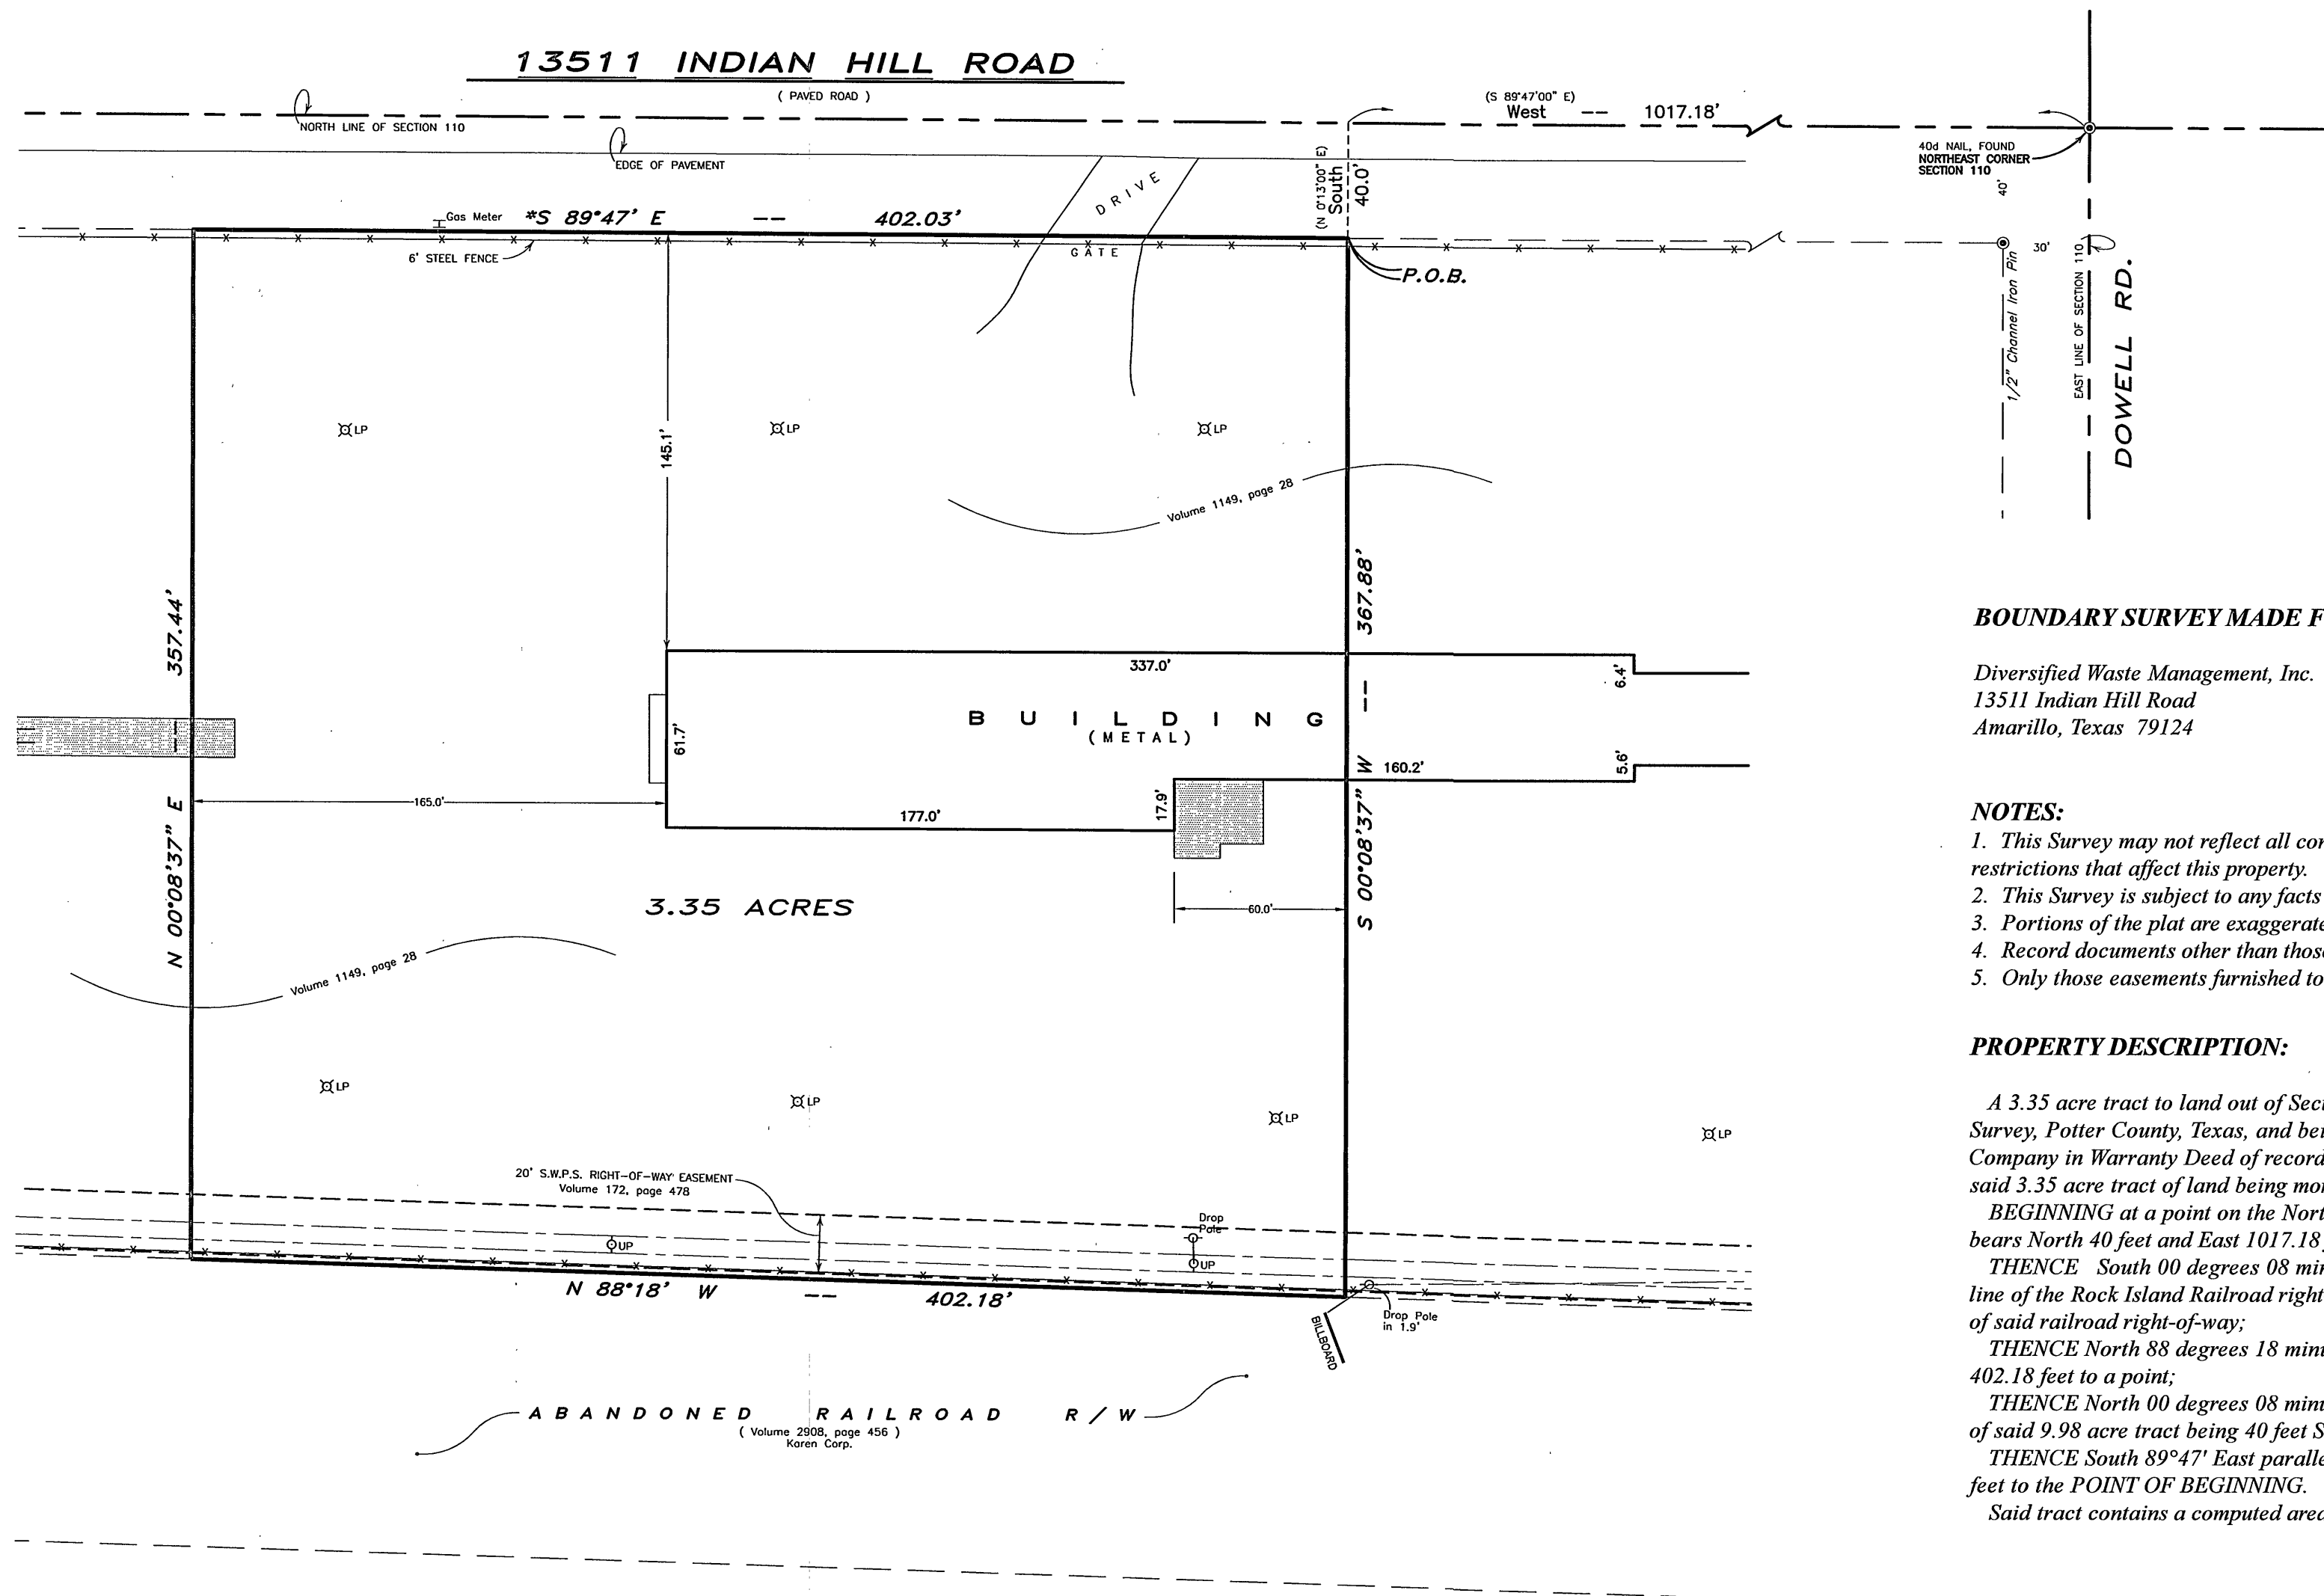 13511 INDIAN HILL ROAD
( PAVED ROAD )
(S 89°47'00" E)
West -- 1017.18'
NORTH LINE OF SECTION 110
EDGE OF PAVEMENT
40d NAIL, FOUND
NORTHEAST CORNER
SECTION 110
40'
30'
1/2" Channel Iron Pin
EAST LINE OF SECTION 110
DOWELL RD.
DRIVE
(N 0°13'00" E)
South
40.0'
Gas Meter
*S 89°47' E -- 402.03'
6' STEEL FENCE
GATE
P.O.B.
LP
LP
LP
145.1'
Volume 1149, page 28
N 00°08'37" E -- 357.44'
S 00°08'37" W -- 367.88'
337.0'
6.4'
BUILDING
(METAL)
61.7'
160.2'
5.6'
165.0'
177.0'
17.9'
60.0'
3.35 ACRES
Volume 1149, page 28
LP
LP
LP
LP
20' S.W.P.S. RIGHT-OF-WAY EASEMENT
Volume 172, page 478
Drop
Pole
UP
UP
N 88°18' W -- 402.18'
Drop Pole
in 1.9'
BILLBOARD
ABANDONED RAILROAD R/W
( Volume 2908, page 456 )
Karen Corp.
BOUNDARY SURVEY MADE F
Diversified Waste Management, Inc.
13511 Indian Hill Road
Amarillo, Texas 79124
NOTES:
1. This Survey may not reflect all con
restrictions that affect this property.
2. This Survey is subject to any facts
3. Portions of the plat are exaggerate
4. Record documents other than those
5. Only those easements furnished to
PROPERTY DESCRIPTION:
A 3.35 acre tract to land out of Sect
Survey, Potter County, Texas, and bei
Company in Warranty Deed of record
said 3.35 acre tract of land being mor
BEGINNING at a point on the Nort
bears North 40 feet and East 1017.18
THENCE South 00 degrees 08 min
line of the Rock Island Railroad right
of said railroad right-of-way;
THENCE North 88 degrees 18 minu
402.18 feet to a point;
THENCE North 00 degrees 08 minu
of said 9.98 acre tract being 40 feet S
THENCE South 89°47' East paralle
feet to the POINT OF BEGINNING.
Said tract contains a computed area